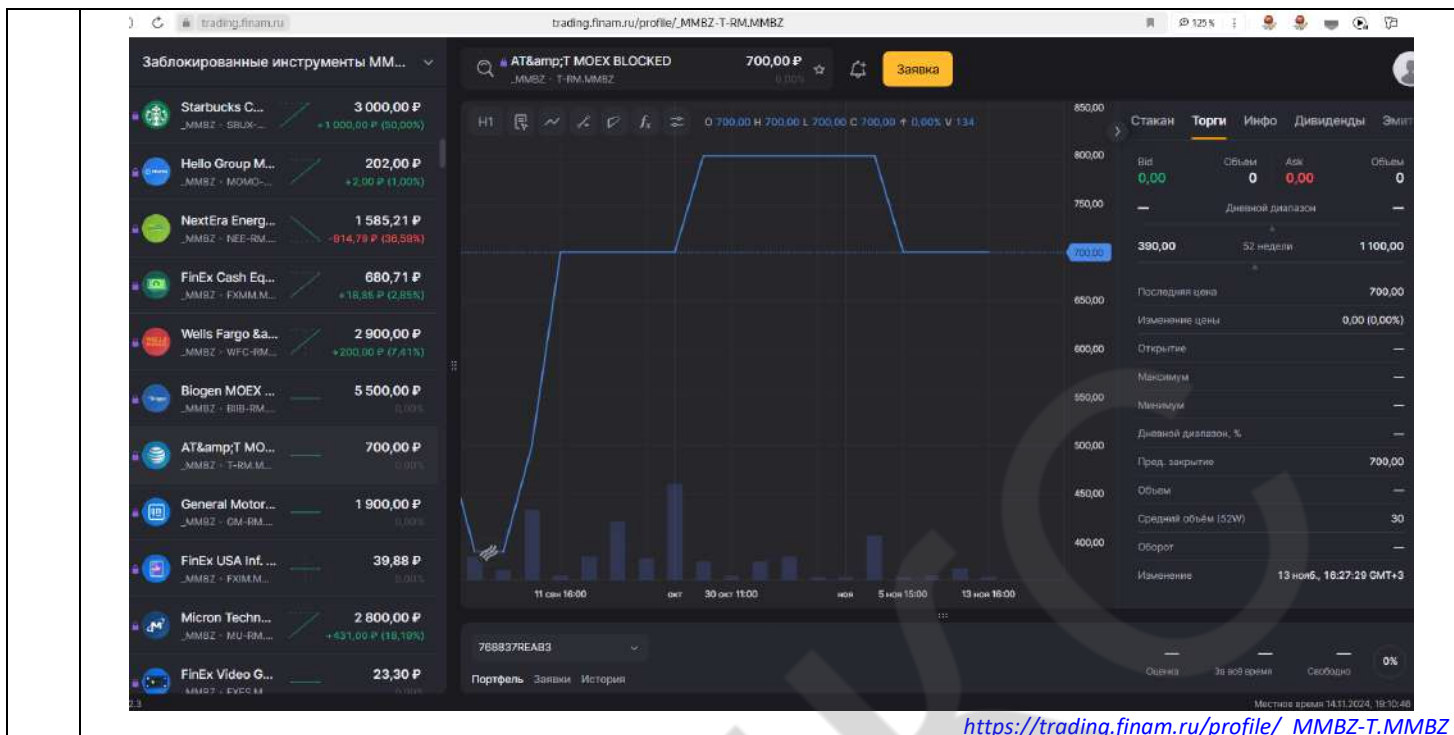 trading.finam.ru
trading.finam.ru/profile/_MMBZ-T-RM.MMBZ
125 %
Заблокированные инструменты ММ...
AT&amp;T MOEX BLOCKED
_MMBZ · T-RM.MMBZ
700,00 ₽
0,00%
Заявка
Starbucks C...
3 000,00 ₽
_MMBZ · SBUX-...
+1 000,00 ₽ (50,00%)
Hello Group M...
202,00 ₽
_MMBZ · MOMO-...
+2,00 ₽ (1,00%)
NextEra Energ...
1 585,21 ₽
_MMBZ · NEE-RM....
-914,79 ₽ (36,59%)
FinEx Cash Eq...
680,71 ₽
_MMBZ · FXMM.M...
+18,85 ₽ (2,85%)
Wells Fargo &a...
2 900,00 ₽
_MMBZ · WFC-RM...
+200,00 ₽ (7,41%)
Biogen MOEX ...
5 500,00 ₽
_MMBZ · BIIB-RM....
0,00%
AT&amp;T MO...
700,00 ₽
_MMBZ · T-RM.M...
0,00%
General Motor...
1 900,00 ₽
_MMBZ · GM-RM....
0,00%
FinEx USA Inf. ...
39,88 ₽
_MMBZ · FXIM.M...
0,00%
Micron Techn...
2 800,00 ₽
_MMBZ · MU-RM....
+431,00 ₽ (18,19%)
FinEx Video G...
23,30 ₽
_MMBZ · FXES.M
0,00%
2.3
H1
O 700,00 H 700,00 L 700,00 C 700,00 0,00% V 134
850,00
800,00
750,00
700,00
650,00
600,00
550,00
500,00
450,00
400,00
11 сен 16:00
окт
30 окт 11:00
ноя
5 ноя 15:00
13 ноя 16:00
Стакан Торги Инфо Дивиденды Эмит
Bid Объем Ask Объем
0,00 0 0,00 0
— Дневной диапазон —
390,00 52 недели 1 100,00
Последняя цена 700,00
Изменение цены 0,00 (0,00%)
Открытие —
Максимум —
Минимум —
Дневной диапазон, % —
Пред. закрытие 700,00
Объем —
Средний объём (52W) 30
Оборот —
Изменение 13 нояб., 16:27:29 GMT+3
768837REAB3
Портфель Заявки История
— — —
Оценка За всё время Свободно
0%
Местное время 14.11.2024, 19:10:46
https://trading.finam.ru/profile/_MMBZ-T.MMBZ